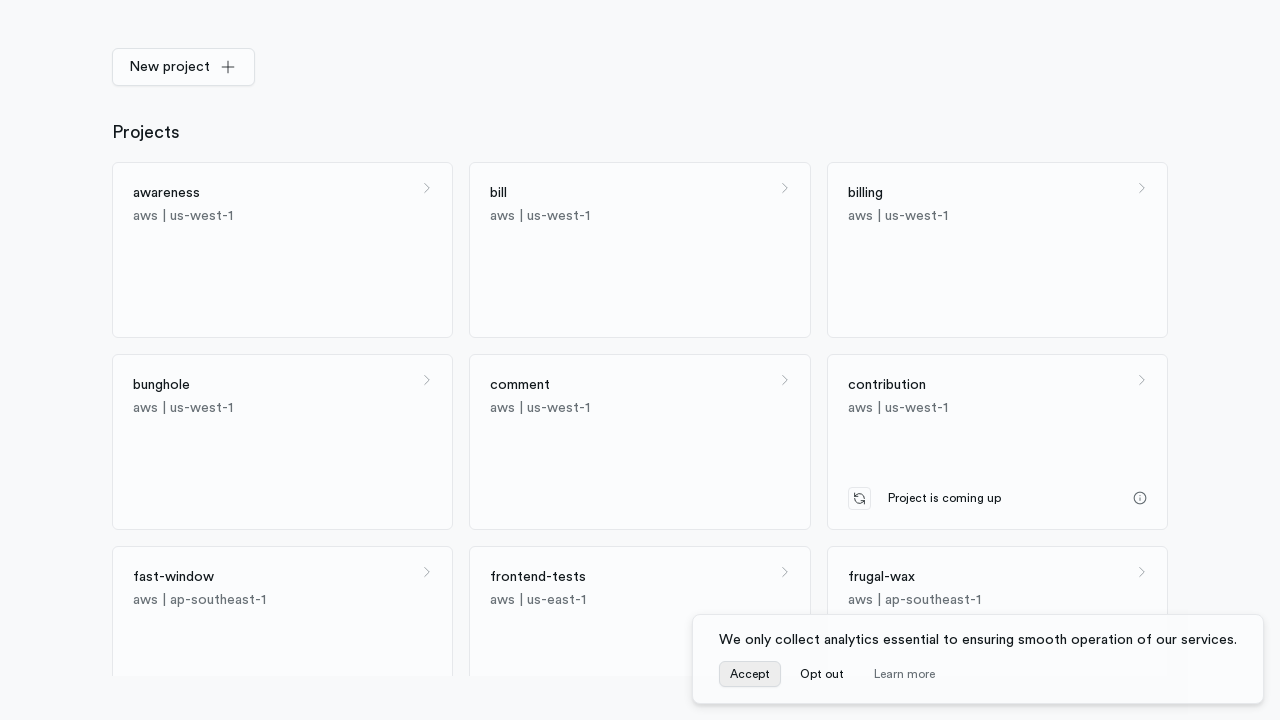 New project
Projects
awareness
aws | us-west-1
bill
aws | us-west-1
billing
aws | us-west-1
bunghole
aws | us-west-1
comment
aws | us-west-1
contribution
aws | us-west-1
Project is coming up
fast-window
aws | ap-southeast-1
frontend-tests
aws | us-east-1
frugal-wax
aws | ap-southeast-1
We only collect analytics essential to ensuring smooth operation of our services.
Accept Opt out Learn more